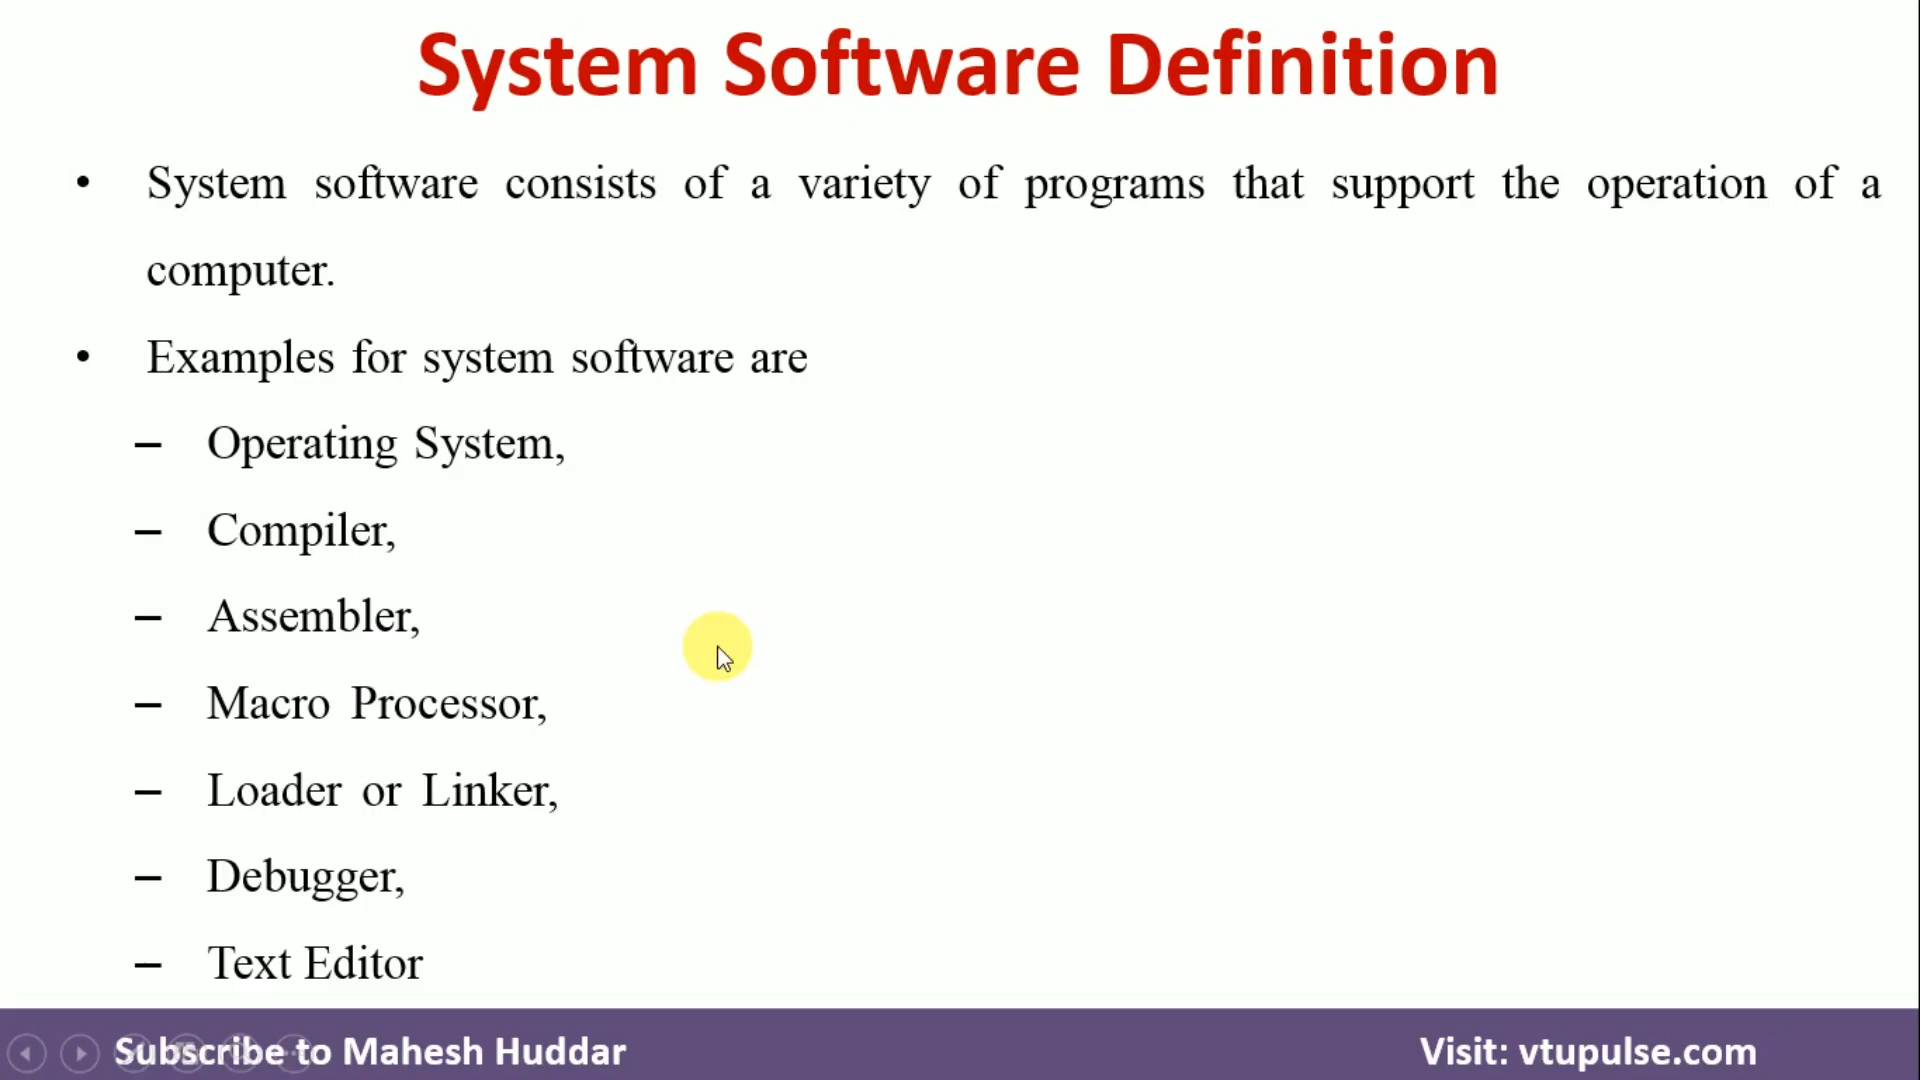 System Software Definition
• System software consists of a variety of programs that support the operation of a
computer.
• Examples for system software are
– Operating System,
– Compiler,
– Assembler,
– Macro Processor,
– Loader or Linker,
– Debugger,
– Text Editor
Subscribe to Mahesh Huddar
Visit: vtupulse.com